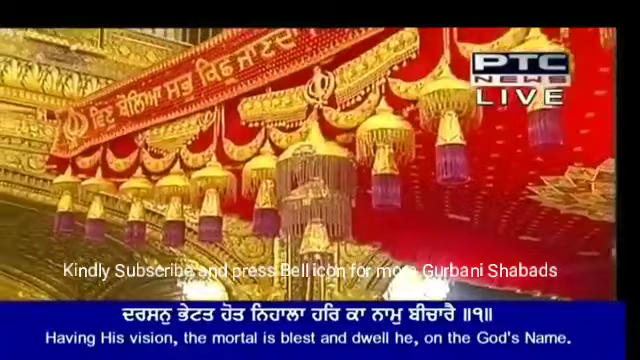 ਵਿਣੁ ਬੋਲਿਆ ਸਭੁ ਕਿਛੁ ਜਾਣਦਾ
PTC
NEWS
LIVE
Kindly Subscribe and press Bell icon for more Gurbani Shabads
ਦਰਸਨੁ ਭੇਟਤ ਹੋਤ ਨਿਹਾਲਾ ਹਰਿ ਕਾ ਨਾਮੁ ਬੀਚਾਰੈ ॥੧॥
Having His vision, the mortal is blest and dwell he, on the God's Name.